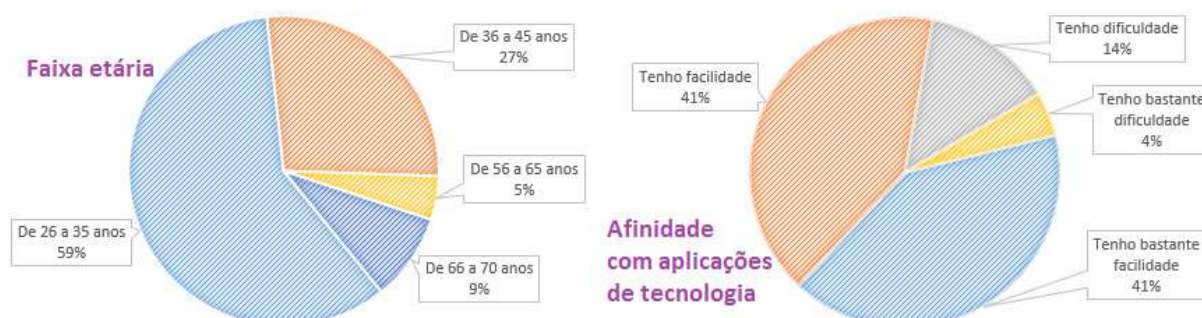 Faixa etária
De 36 a 45 anos
27%
De 56 a 65 anos
5%
De 66 a 70 anos
9%
De 26 a 35 anos
59%
Tenho dificuldade
14%
Tenho facilidade
41%
Tenho bastante
dificuldade
4%
Afinidade
com aplicações
de tecnologia
Tenho bastante
facilidade
41%